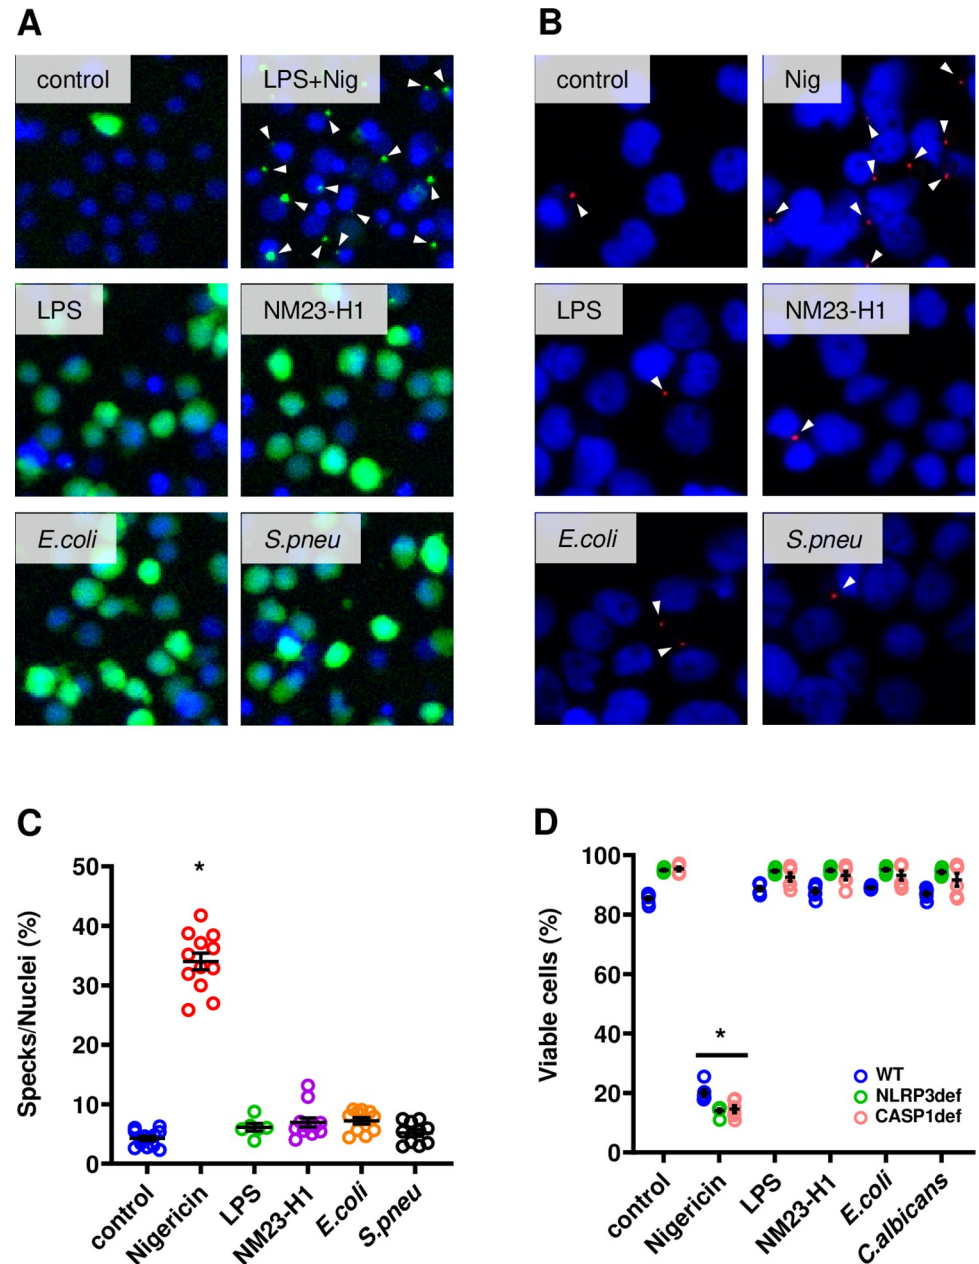 A
B
control
LPS+Nig
control
Nig
LPS
NM23-H1
LPS
NM23-H1
E.coli
S.pneu
E.coli
S.pneu
C
D
Specks/Nuclei (%)
50
40
30
20
10
0
*
control
Nigericin
LPS
NM23-H1
E.coli
S.pneu
Viable cells (%)
100
80
60
40
20
0
*
WT
NLRP3def
CASP1def
control
Nigericin
LPS
NM23-H1
E.coli
C.albicans